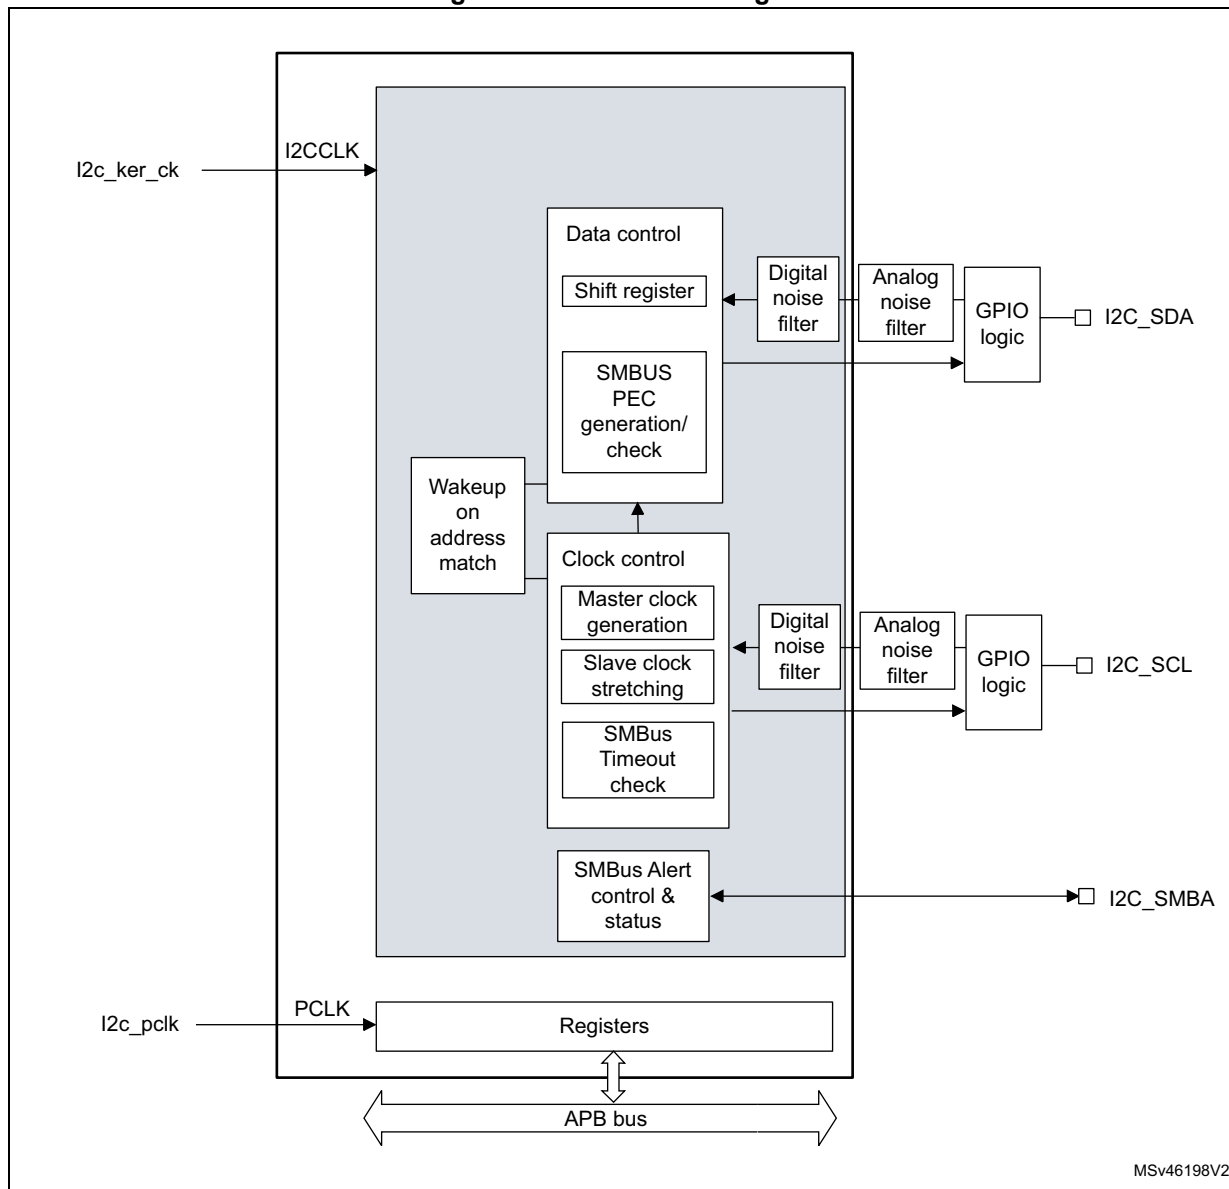 I2CCLK
I2c_ker_ck
Data control
Shift register
SMBUS
PEC
generation/
check
Digital
noise
filter
Analog
noise
filter
GPIO
logic
I2C_SDA
Wakeup
on
address
match
Clock control
Master clock
generation
Slave clock
stretching
SMBus
Timeout
check
Digital
noise
filter
Analog
noise
filter
GPIO
logic
I2C_SCL
SMBus Alert
control &
status
I2C_SMBA
PCLK
I2c_pclk
Registers
APB bus
MSv46198V2